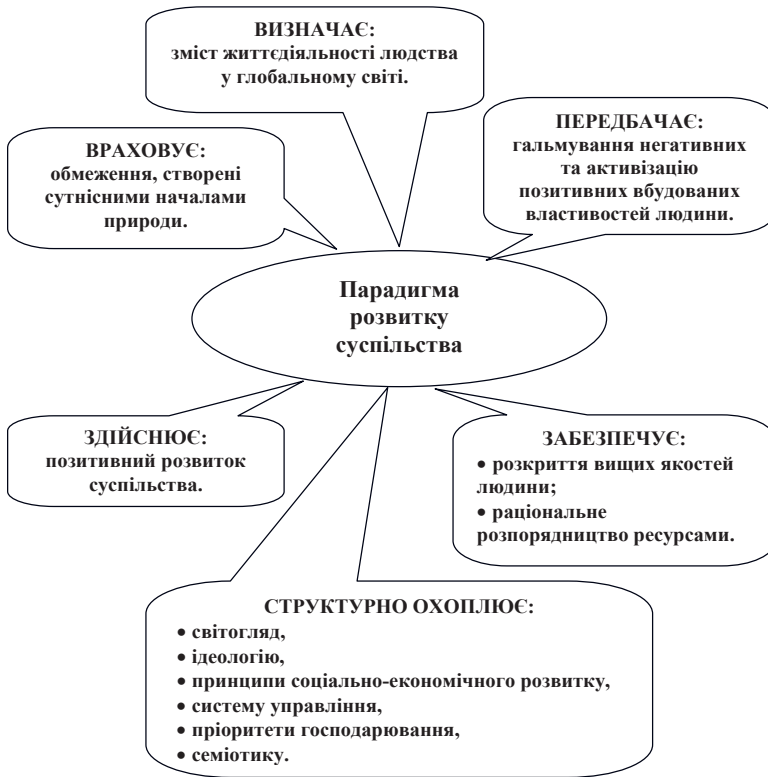 ВИЗНАЧАЄ:
зміст життєдіяльності людства
у глобальному світі.
ПЕРЕДБАЧАЄ:
гальмування негативних
та активізацію
позитивних вбудованих
властивостей людини.
ВРАХОВУЄ:
обмеження, створені
сутнісними началами
природи.
Парадигма
розвитку
суспільства
ЗДІЙСНЮЄ:
позитивний розвиток
суспільства.
ЗАБЕЗПЕЧУЄ:
• розкриття вищих якостей
людини;
• раціональне
розпорядництво ресурсами.
СТРУКТУРНО ОХОПЛЮЄ:
• світогляд,
• ідеологію,
• принципи соціально-економічного розвитку,
• систему управління,
• пріоритети господарювання,
• семіотику.